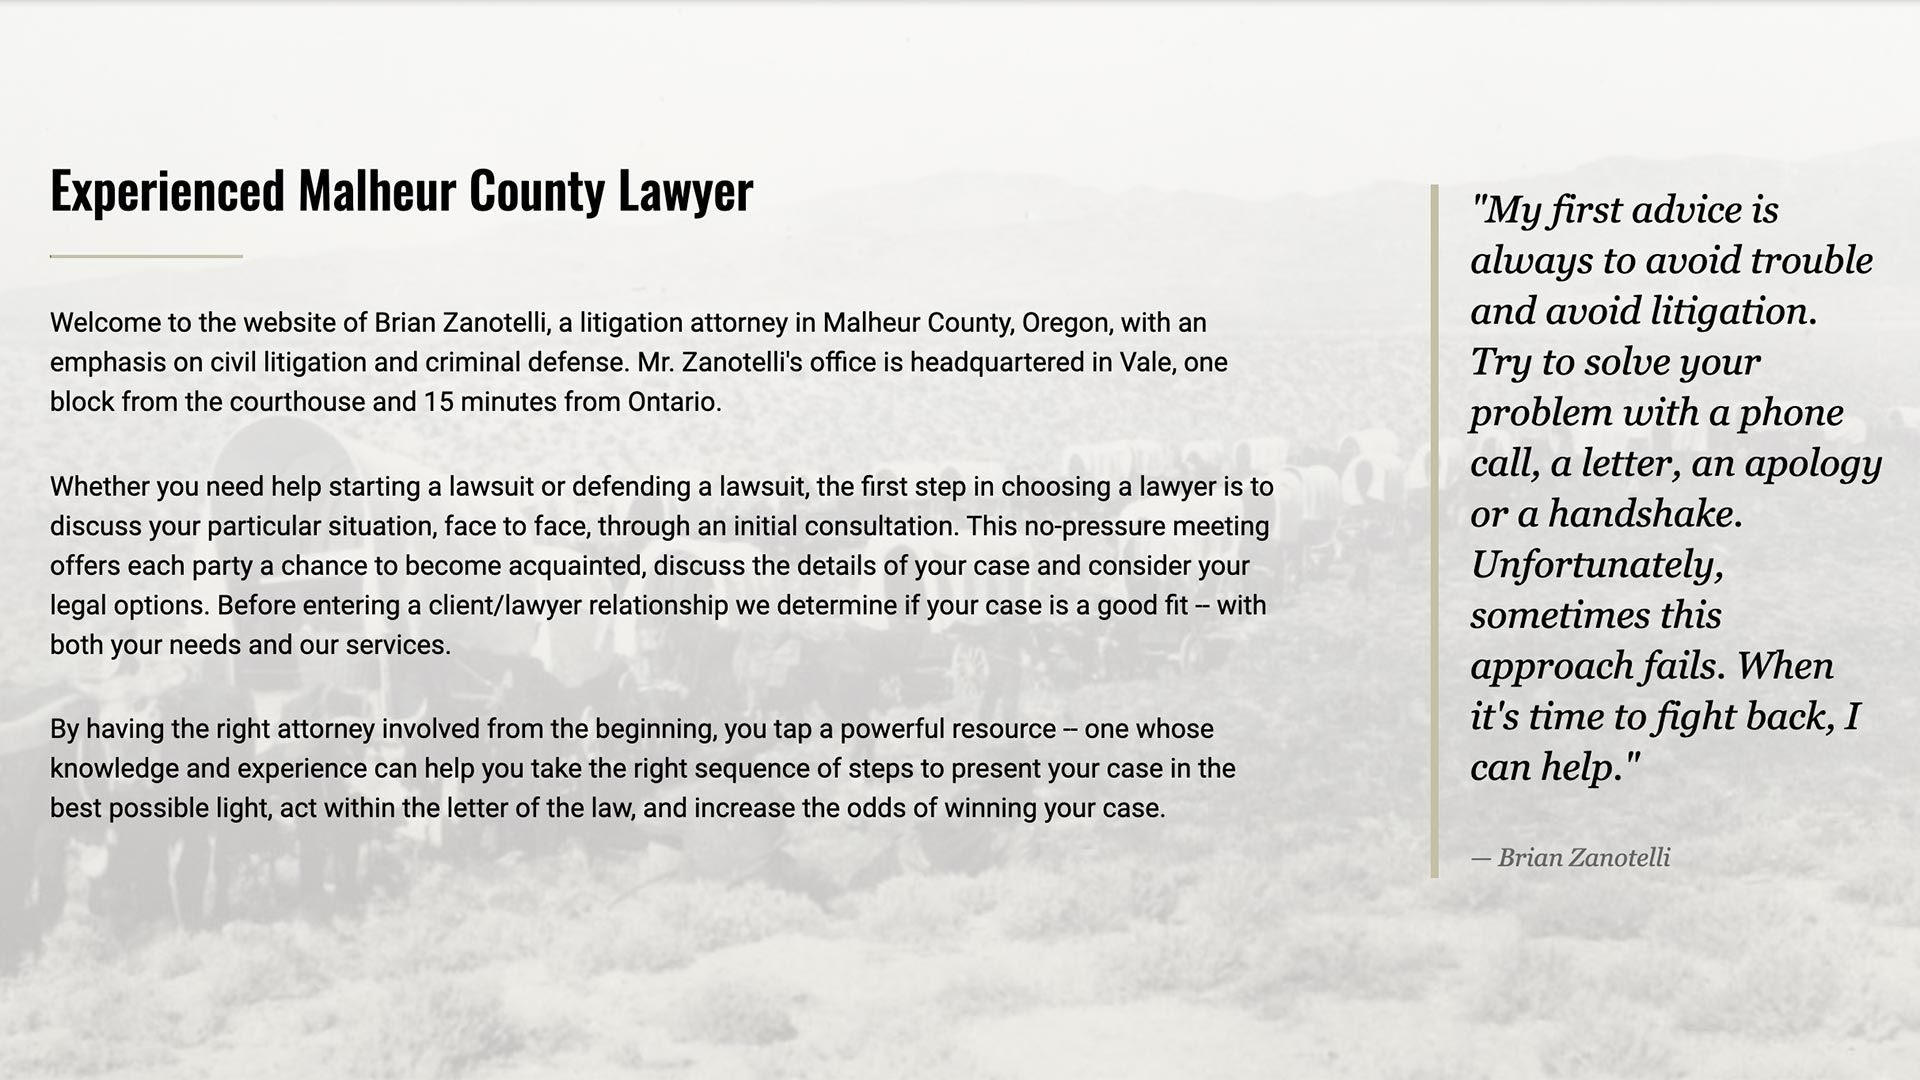 Experienced Malheur County Lawyer
Welcome to the website of Brian Zanotelli, a litigation attorney in Malheur County, Oregon, with an
emphasis on civil litigation and criminal defense. Mr. Zanotelli's office is headquartered in Vale, one
block from the courthouse and 15 minutes from Ontario.
Whether you need help starting a lawsuit or defending a lawsuit, the first step in choosing a lawyer is to
discuss your particular situation, face to face, through an initial consultation. This no-pressure meeting
offers each party a chance to become acquainted, discuss the details of your case and consider your
legal options. Before entering a client/lawyer relationship we determine if your case is a good fit -- with
both your needs and our services.
By having the right attorney involved from the beginning, you tap a powerful resource -- one whose
knowledge and experience can help you take the right sequence of steps to present your case in the
best possible light, act within the letter of the law, and increase the odds of winning your case.
"My first advice is
always to avoid trouble
and avoid litigation.
Try to solve your
problem with a phone
call, a letter, an apology
or a handshake.
Unfortunately,
sometimes this
approach fails. When
it's time to fight back, I
can help."
— Brian Zanotelli